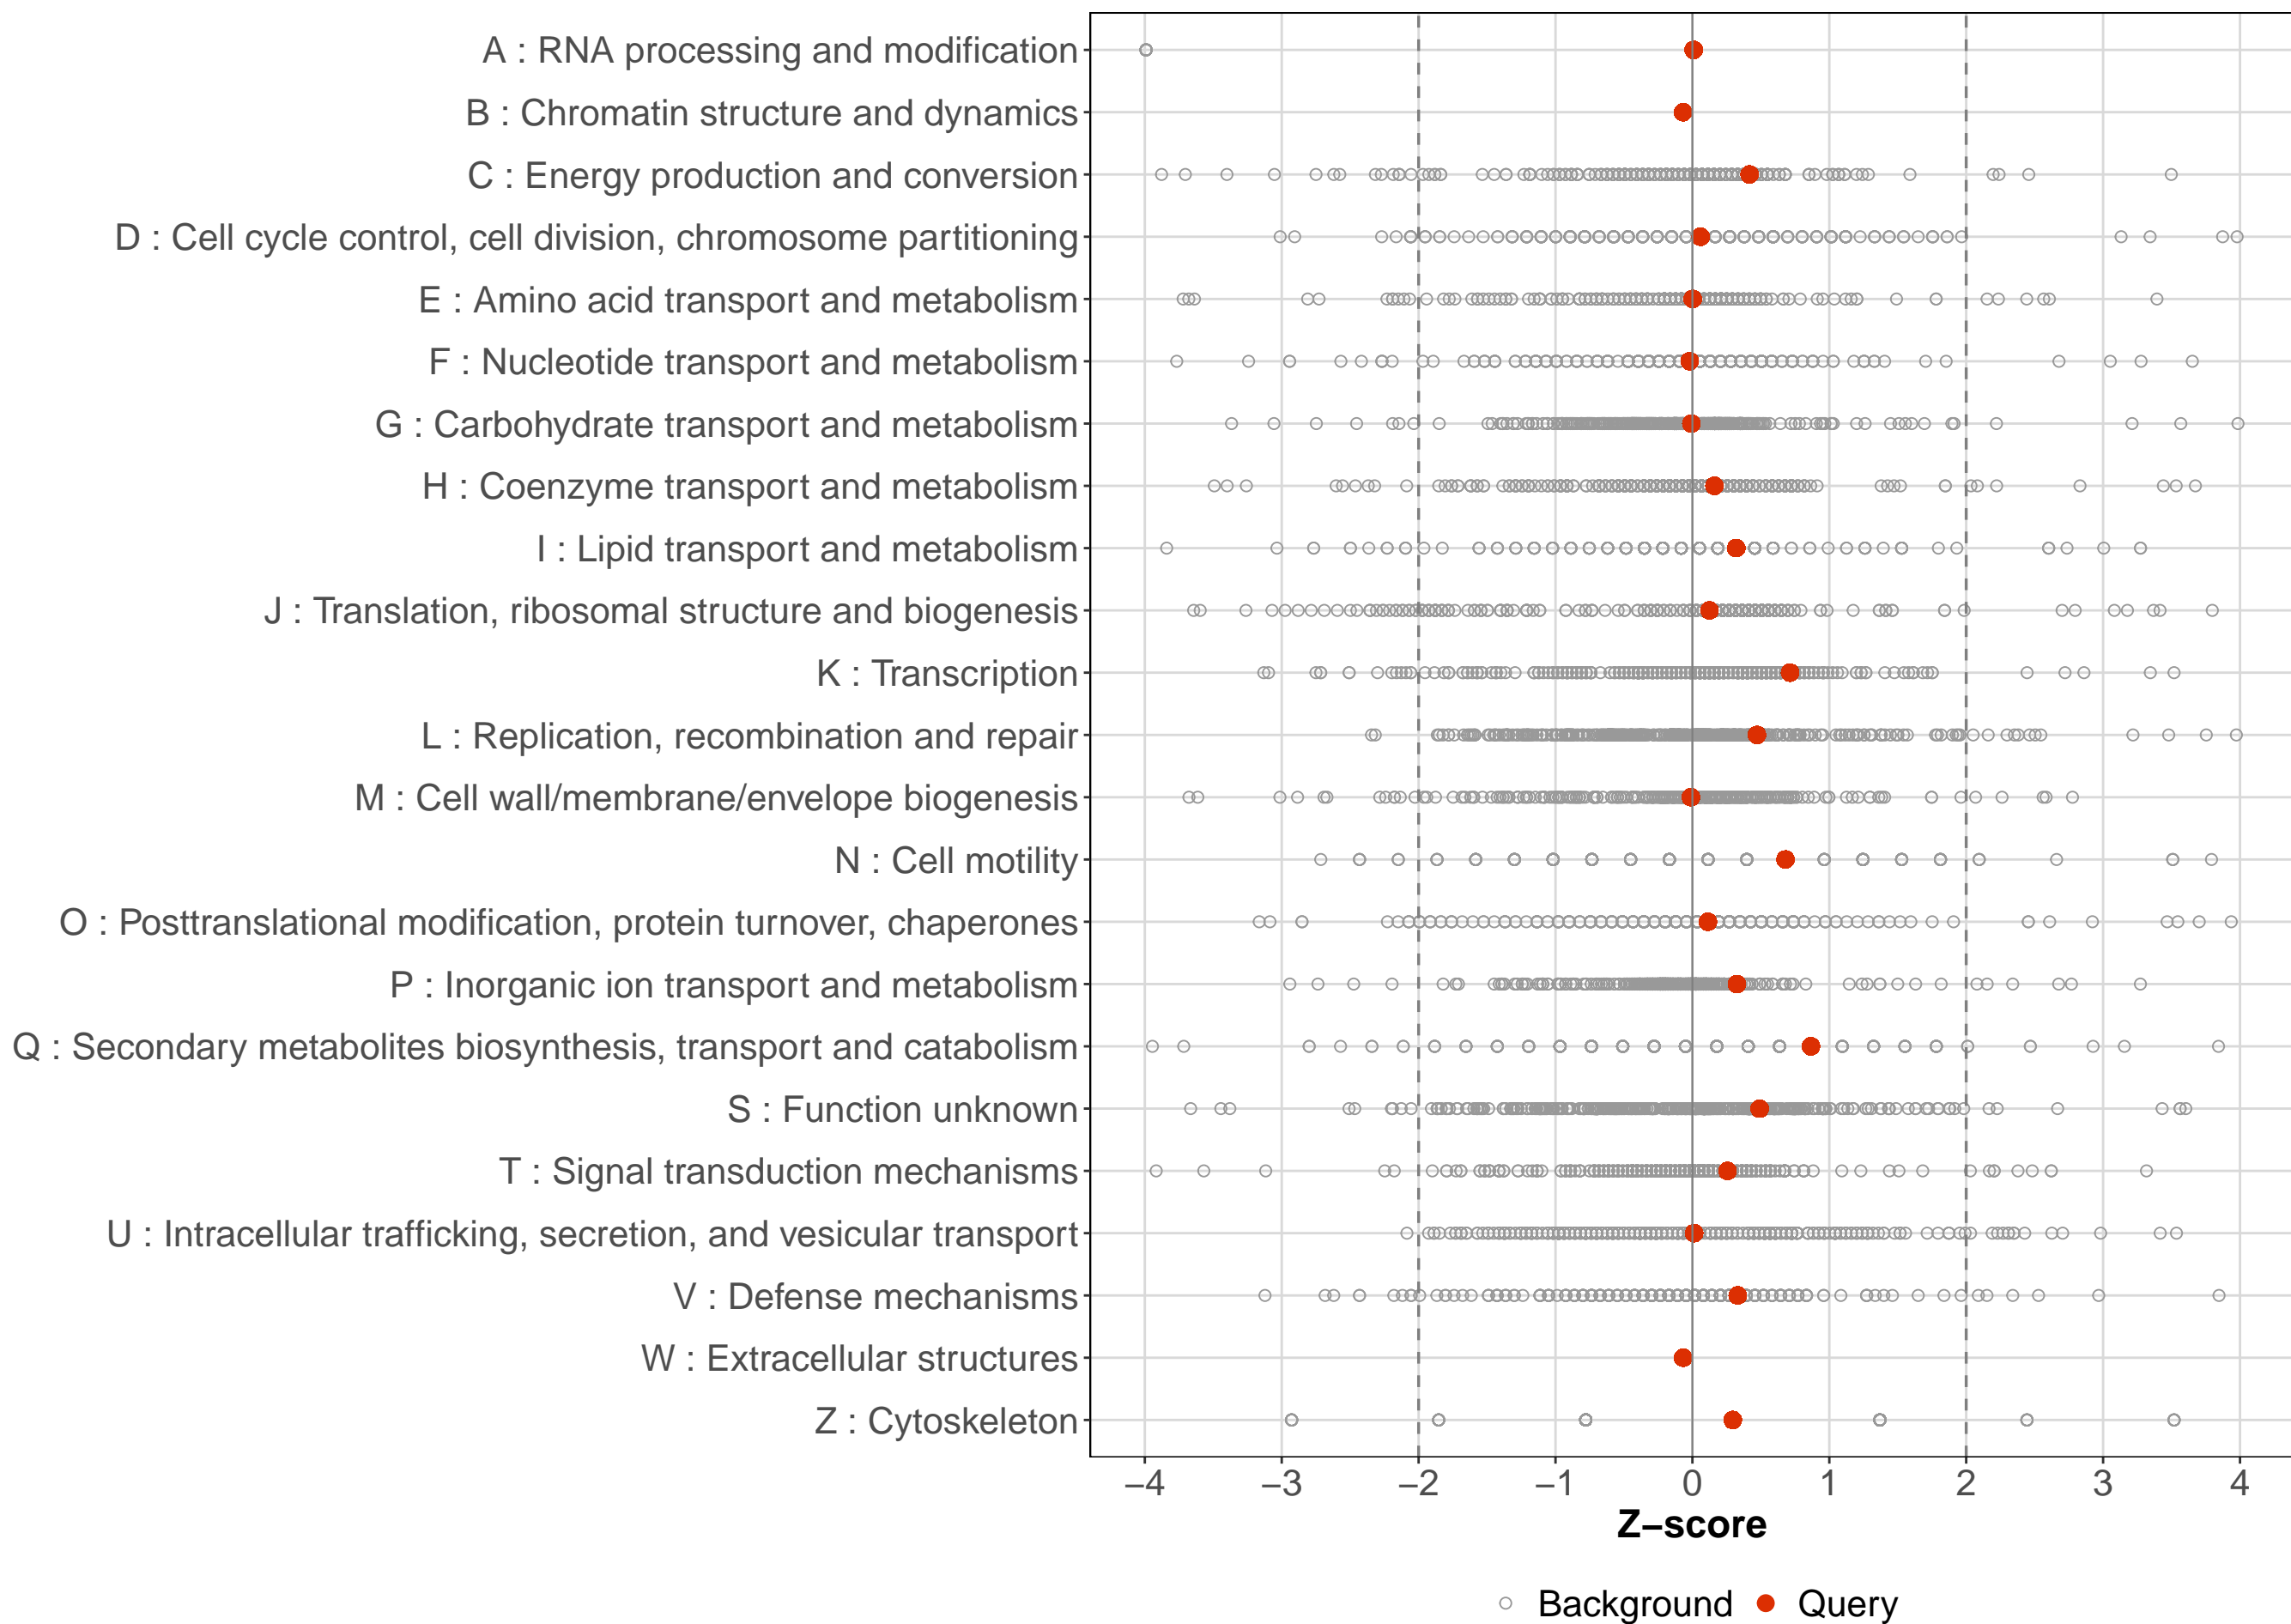 A : RNA processing and modification
B : Chromatin structure and dynamics
C : Energy production and conversion
D : Cell cycle control, cell division, chromosome partitioning
E : Amino acid transport and metabolism
F : Nucleotide transport and metabolism
G : Carbohydrate transport and metabolism
H : Coenzyme transport and metabolism
I : Lipid transport and metabolism
J : Translation, ribosomal structure and biogenesis
K : Transcription
L : Replication, recombination and repair
M : Cell wall/membrane/envelope biogenesis
N : Cell motility
O : Posttranslational modification, protein turnover, chaperones
P : Inorganic ion transport and metabolism
Q : Secondary metabolites biosynthesis, transport and catabolism
S : Function unknown
T : Signal transduction mechanisms
U : Intracellular trafficking, secretion, and vesicular transport
V : Defense mechanisms
W : Extracellular structures
Z : Cytoskeleton
−4 −3 −2 −1 0 1 2 3 4
Z−score
Background Query